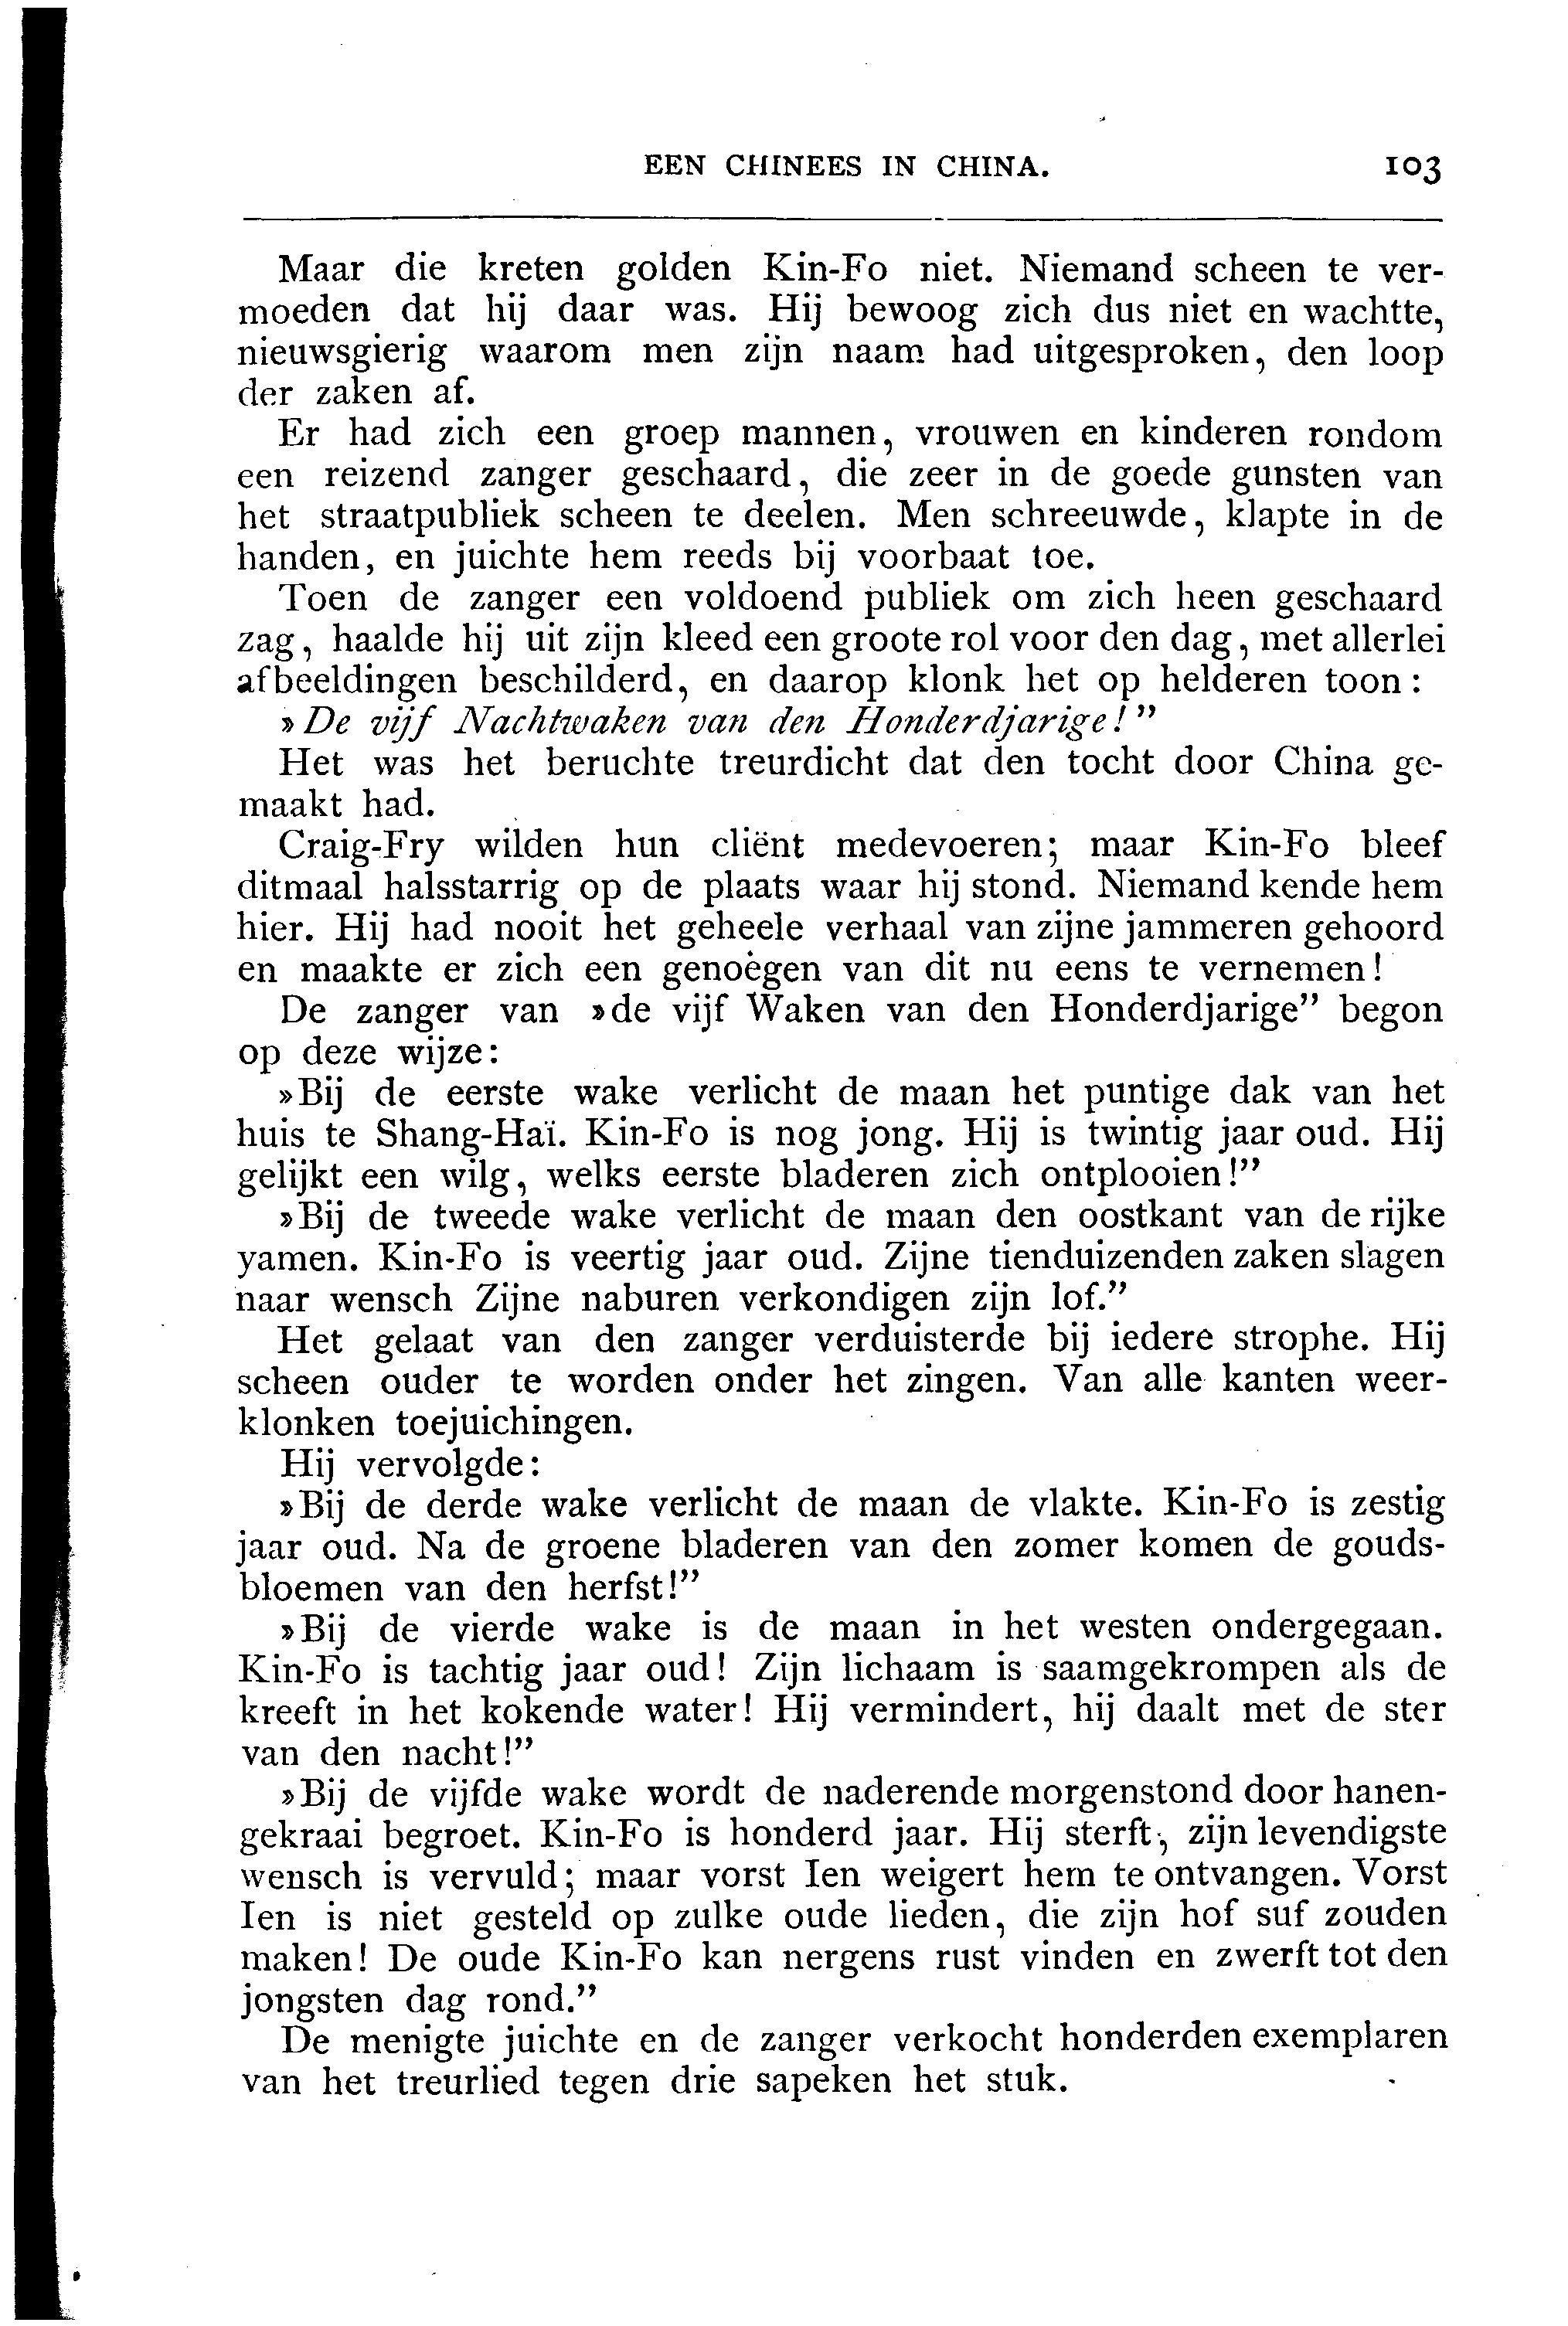 EEN CHINEES IN CHINA. 103
Maar die kreten golden Kin-Fo niet. Niemand scheen te ver-
moeden dat hij daar was. Hij bewoog zich dus niet en wachtte,
nieuwsgierig waarom men zijn naam had uitgesproken, den loop
der zaken af.
Er had zich een groep mannen, vrouwen en kinderen rondom
een reizend zanger geschaard, die zeer in de goede gunsten van
het straatpubliek scheen te deelen. Men schreeuwde, klapte in de
handen, en juichte hem reeds bij voorbaat toe.
Toen de zanger een voldoend publiek om zich heen geschaard
zag, haalde hij uit zijn kleed een groote rol voor den dag, met allerlei
afbeeldingen beschilderd, en daarop klonk het op helderen toon:
»De vijf Nachtwaken van den Honderdjarige!”
Het was het beruchte treurdicht dat den tocht door China ge-
maakt had.
Craig-Fry wilden hun cliënt medevoeren; maar Kin-Fo bleef
ditmaal halsstarrig op de plaats waar hij stond. Niemand kende hem
hier. Hij had nooit het geheele verhaal van zijne jammeren gehoord
en maakte er zich een genoegen van dit nu eens te vernemen!
De zanger van »de vijf Waken van den Honderdjarige” begon
op deze wijze:
»Bij de eerste wake verlicht de maan het puntige dak van het
huis te Shang-Haï. Kin-Fo is nog jong. Hij is twintig jaar oud. Hij
gelijkt een wilg, welks eerste bladeren zich ontplooien!”
»Bij de tweede wake verlicht de maan den oostkant van de rijke
yamen. Kin-Fo is veertig jaar oud. Zijne tienduizenden zaken slagen
naar wensch Zijne naburen verkondigen zijn lof.”
Het gelaat van den zanger verduisterde bij iedere strophe. Hij
scheen ouder te worden onder het zingen. Van alle kanten weer-
klonken toejuichingen.
Hij vervolgde:
»Bij de derde wake verlicht de maan de vlakte. Kin-Fo is zestig
jaar oud. Na de groene bladeren van den zomer komen de gouds-
bloemen van den herfst!”
»Bij de vierde wake is de maan in het westen ondergegaan.
Kin-Fo is tachtig jaar oud! Zijn lichaam is saamgekrompen als de
kreeft in het kokende water! Hij vermindert, hij daalt met de ster
van den nacht!”
»Bij de vijfde wake wordt de naderende morgenstond door hanen-
gekraai begroet. Kin-Fo is honderd jaar. Hij sterft, zijn levendigste
wensch is vervuld; maar vorst Ien weigert hem te ontvangen. Vorst
Ien is niet gesteld op zulke oude lieden, die zijn hof suf zouden
maken! De oude Kin-Fo kan nergens rust vinden en zwerft tot den
jongsten dag rond.”
De menigte juichte en de zanger verkocht honderden exemplaren
van het treurlied tegen drie sapeken het stuk.